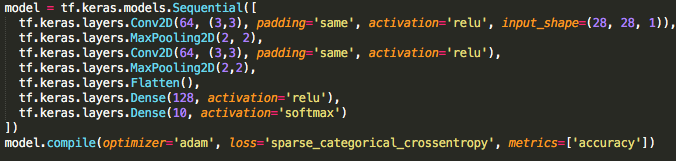 model = tf.keras.models.Sequential([
  tf.keras.layers.Conv2D(64, (3,3), padding='same', activation='relu', input_shape=(28, 28, 1)),
  tf.keras.layers.MaxPooling2D(2, 2),
  tf.keras.layers.Conv2D(64, (3,3), padding='same', activation='relu'),
  tf.keras.layers.MaxPooling2D(2,2),
  tf.keras.layers.Flatten(),
  tf.keras.layers.Dense(128, activation='relu'),
  tf.keras.layers.Dense(10, activation='softmax')
])
model.compile(optimizer='adam', loss='sparse_categorical_crossentropy', metrics=['accuracy'])